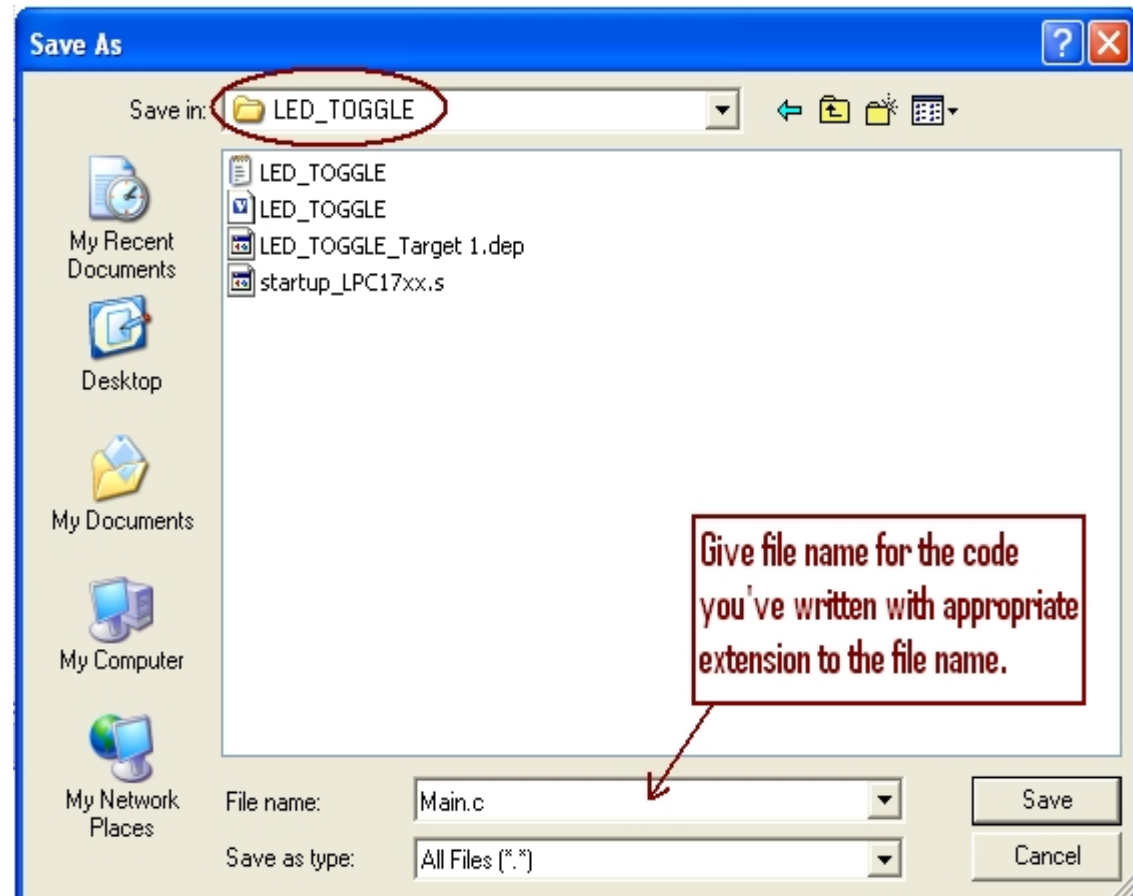 Save As
Save in:
LED_TOGGLE
LED_TOGGLE
LED_TOGGLE
LED_TOGGLE_Target 1.dep
startup_LPC17xx.s
My Recent
Documents
Desktop
My Documents
My Computer
My Network
Places
Give file name for the code
you've written with appropriate
extension to the file name.
File name:
Main.c
Save
Save as type:
All Files (*.*)
Cancel